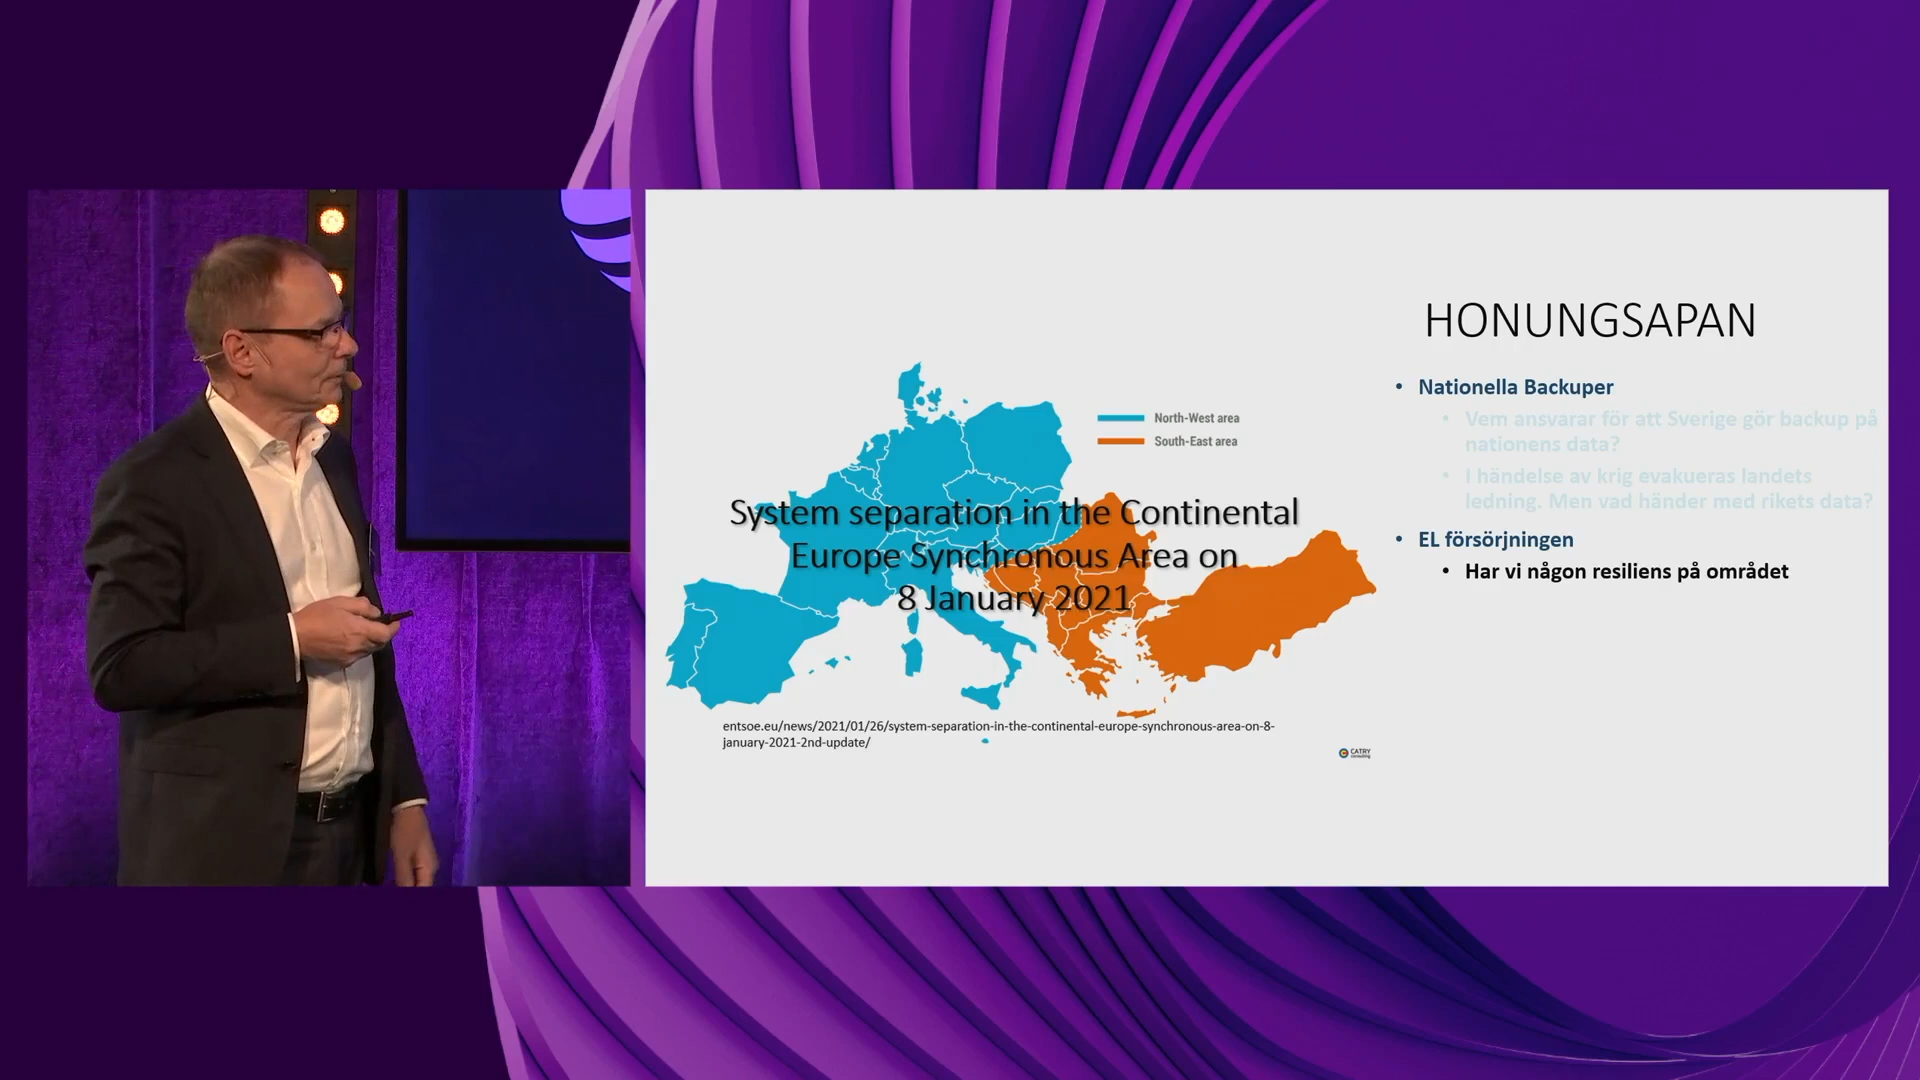 HONUNGSAPAN
• Nationella Backuper
• Vem ansvarar för att Sverige gör backup på
nationens data?
• I händelse av krig evakueras landets
ledning. Men vad händer med rikets data?
• EL försörjningen
• Har vi någon resiliens på området
North-West area
South-East area
System separation in the Continental
Europe Synchronous Area on
8 January 2021
entsoe.eu/news/2021/01/26/system-separation-in-the-continental-europe-synchronous-area-on-8-
january-2021-2nd-update/
CATRY
consulting